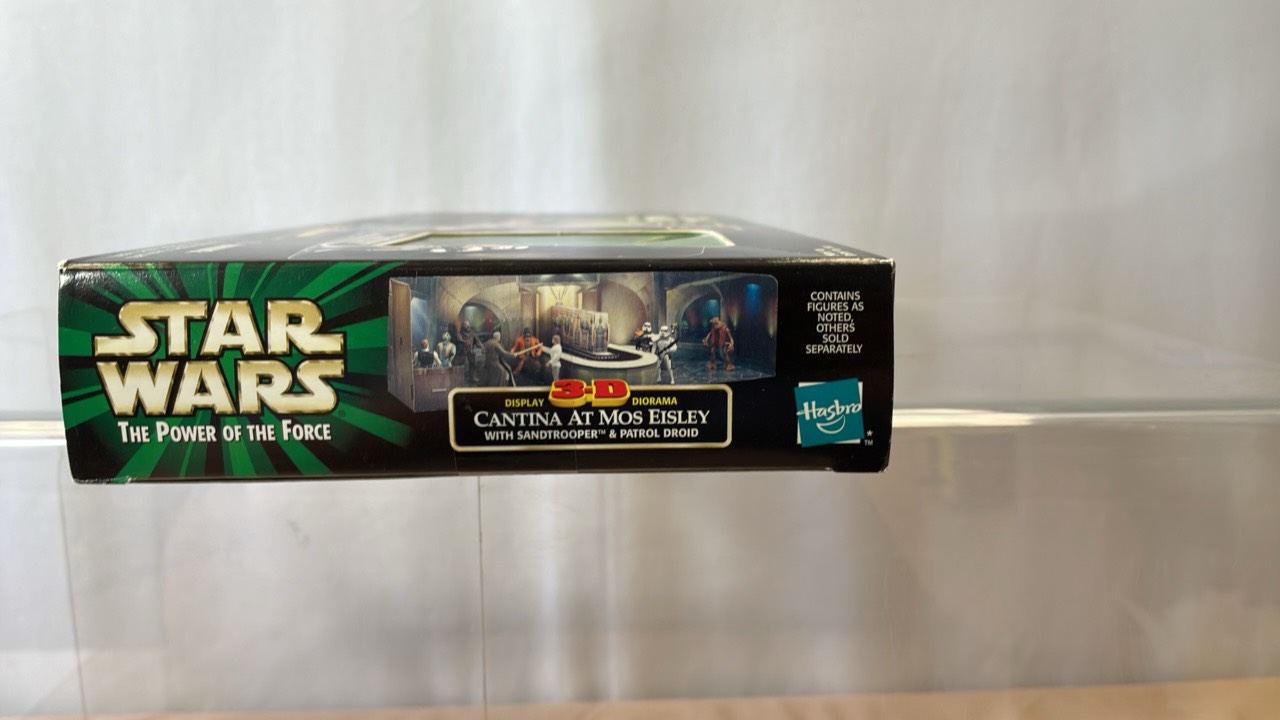 STAR
WARS
THE POWER OF THE FORCE
DISPLAY 3-D DIORAMA
CANTINA AT MOS EISLEY
WITH SANDTROOPER™ & PATROL DROID
CONTAINS
FIGURES AS
NOTED,
OTHERS
SOLD
SEPARATELY
Hasbro
*
™